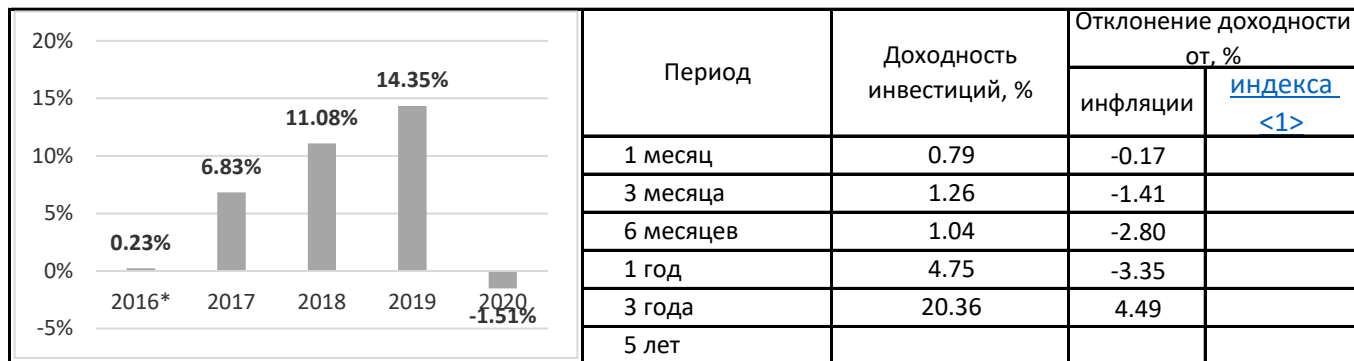 20%
15%
10%
5%
0%
-5%
0.23%
6.83%
11.08%
14.35%
-1.51%
2016* 2017 2018 2019 2020
Период
Доходность
инвестиций, %
Отклонение доходности
от, %
инфляции
индекса
<1>
1 месяц 0.79 -0.17
3 месяца 1.26 -1.41
6 месяцев 1.04 -2.80
1 год 4.75 -3.35
3 года 20.36 4.49
5 лет